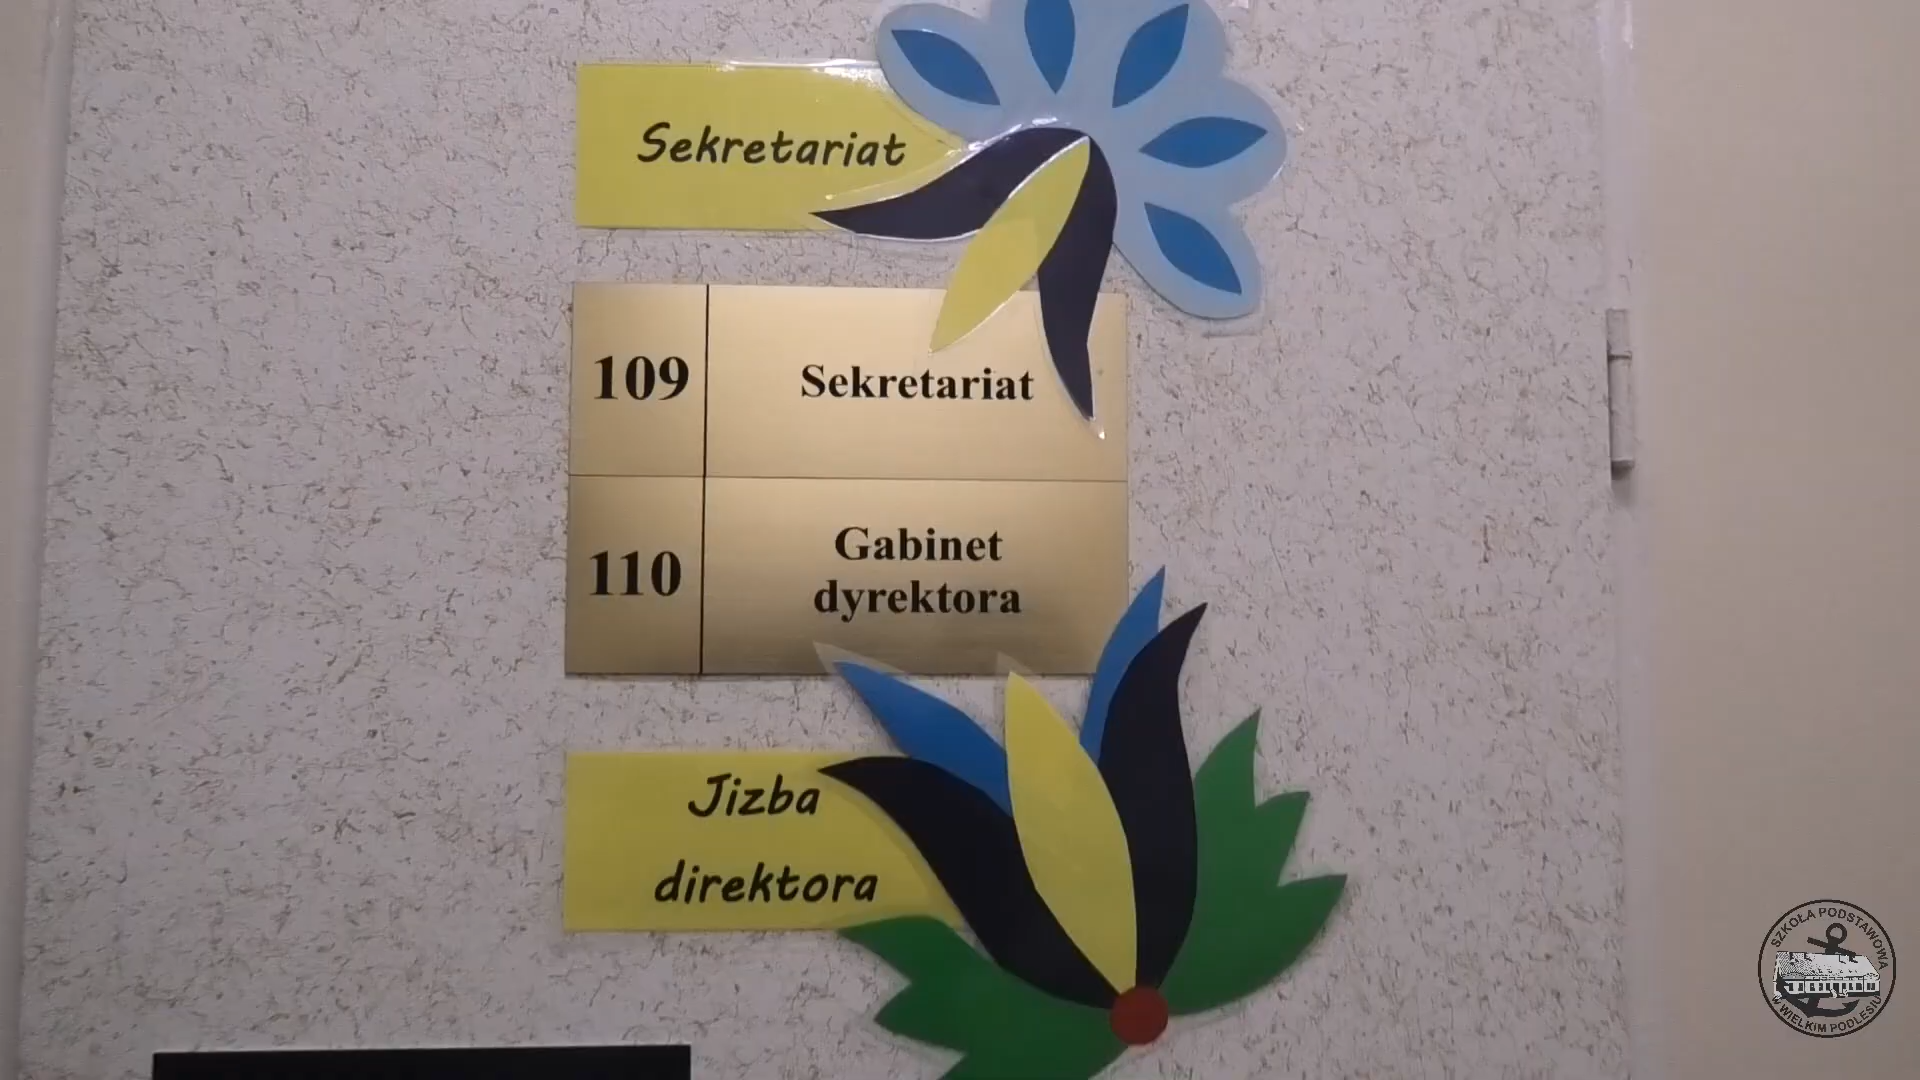 Sekretariat
109 Sekretariat
110 Gabinet
dyrektora
Jizba
direktora
SZKOŁA PODSTAWOWA
W WIELKIM PODLESIU